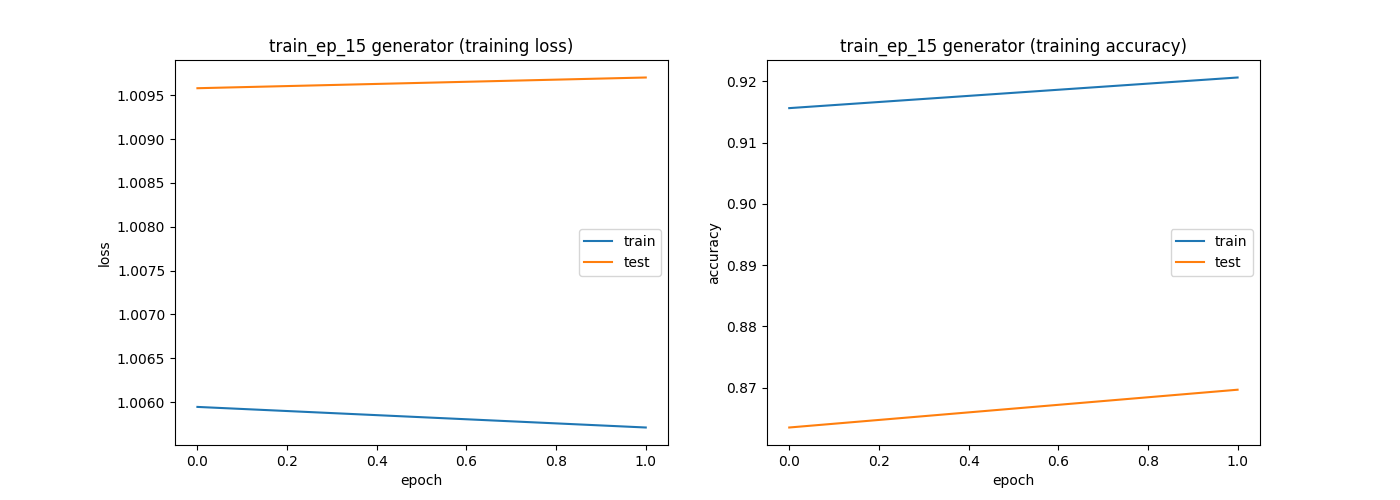 train_ep_15 generator (training loss)
1.0095
1.0090
1.0085
1.0080
1.0075
1.0070
1.0065
1.0060
loss
train
test
0.0 0.2 0.4 0.6 0.8 1.0
epoch
train_ep_15 generator (training accuracy)
0.92
0.91
0.90
0.89
0.88
0.87
accuracy
train
test
0.0 0.2 0.4 0.6 0.8 1.0
epoch